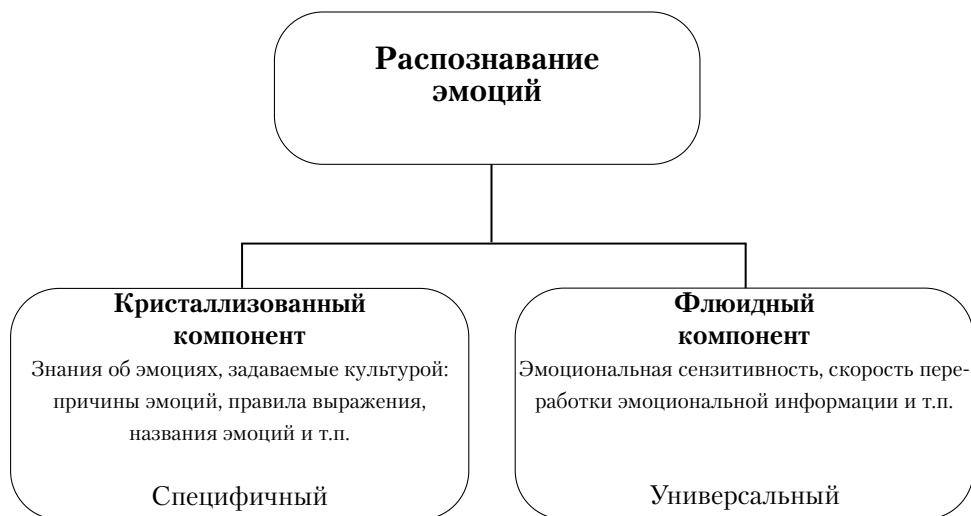 Распознавание
эмоций
Кристаллизованный
компонент
Знания об эмоциях, задаваемые культурой:
причины эмоций, правила выражения,
названия эмоций и т.п.
Специфичный
Флюидный
компонент
Эмоциональная сензитивность, скорость пере-
работки эмоциональной информации и т.п.
Универсальный